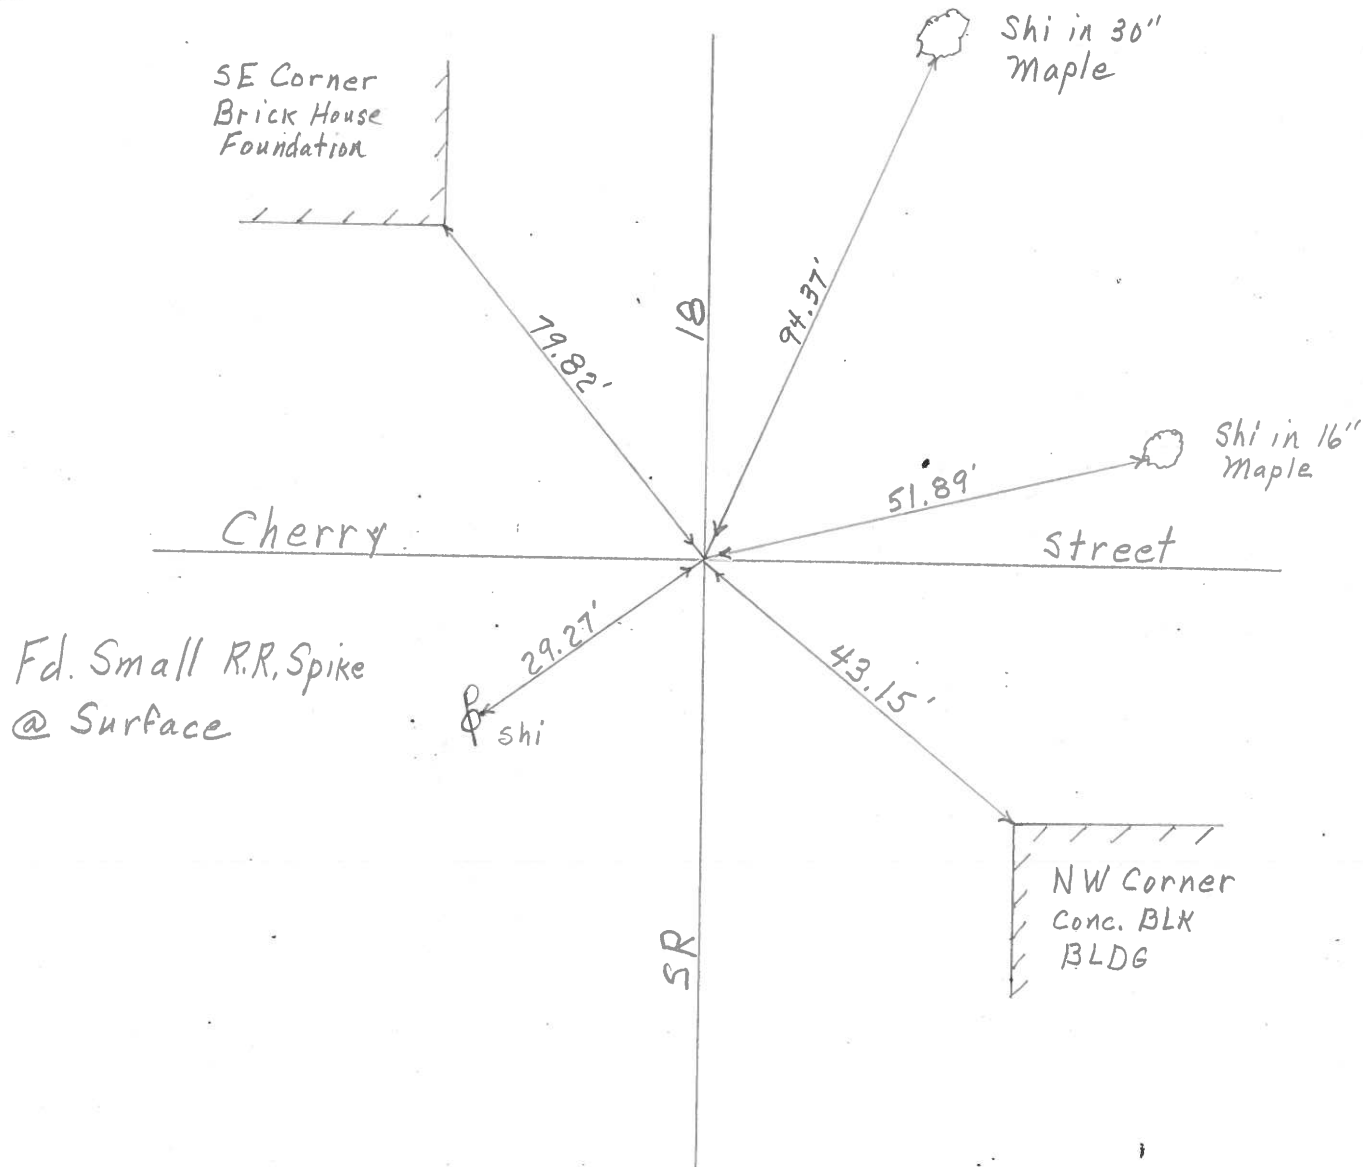 Shi in 30"
Maple
SE Corner
Brick House
Foundation
18
94.37'
79.82'
Shi in 16"
Maple
51.89'
Cherry Street
29.27'
Fd. Small R.R. Spike
@ Surface
Shi
43.15'
NW Corner
Conc. BLK
BLDG
SR